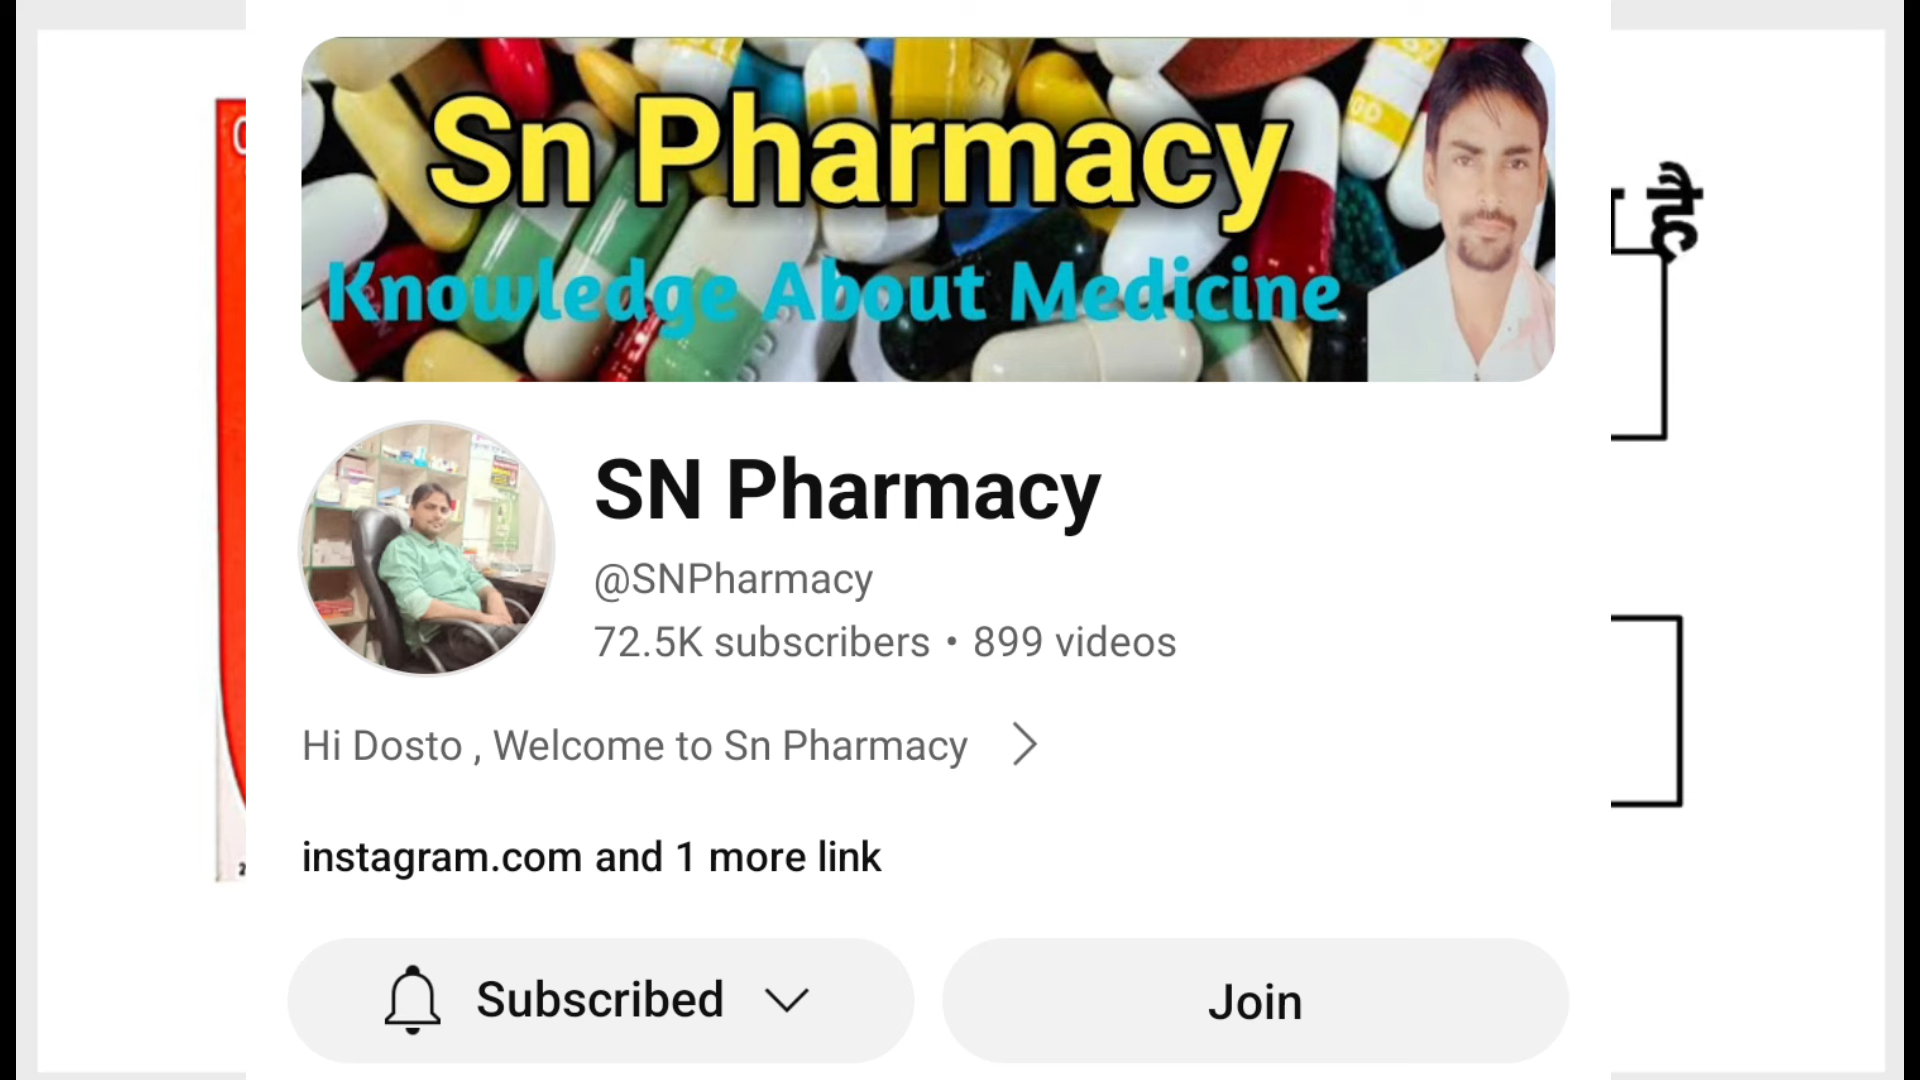 Sn Pharmacy
Knowledge About Medicine
SN Pharmacy
@SNPharmacy
72.5K subscribers • 899 videos
Hi Dosto , Welcome to Sn Pharmacy
instagram.com and 1 more link
Subscribed
Join
है